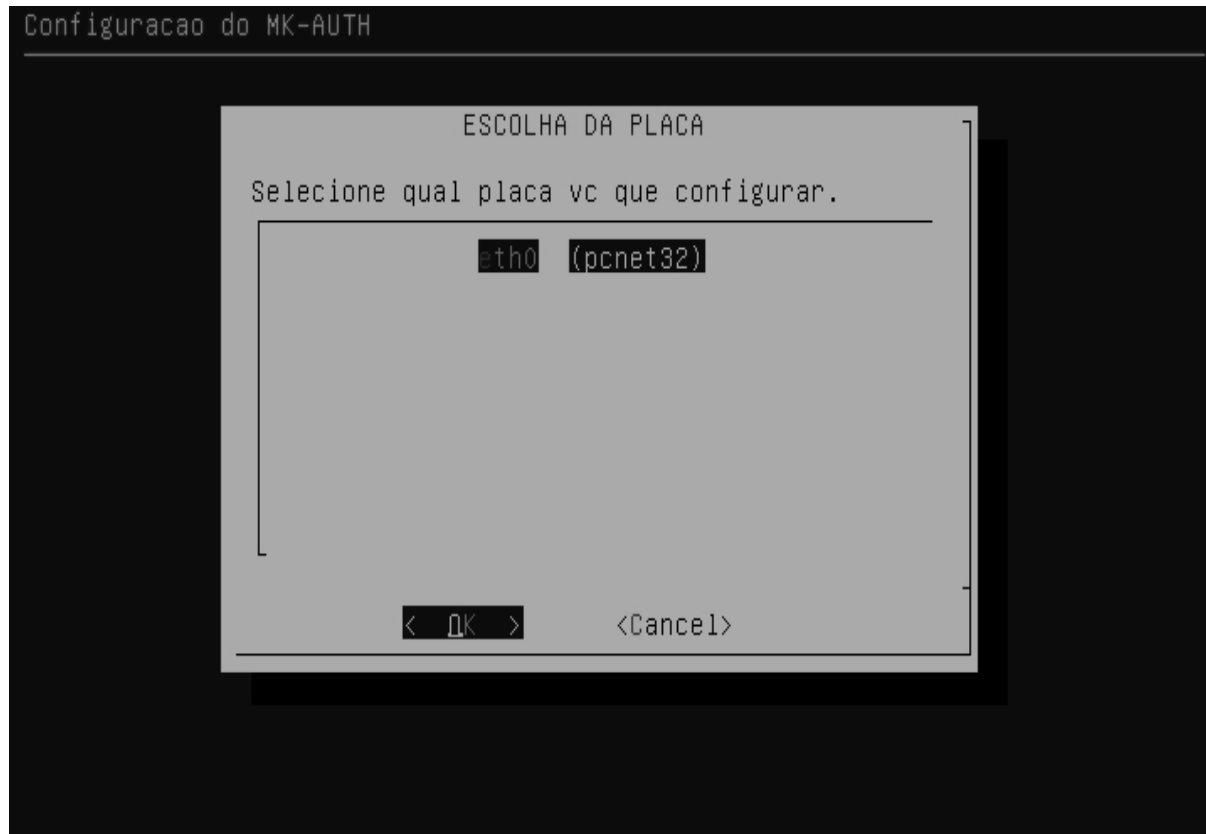 Configuracao do MK-AUTH
ESCOLHA DA PLACA
Selecione qual placa vc que configurar.
eth0 (pcnet32)
< OK > <Cancel>